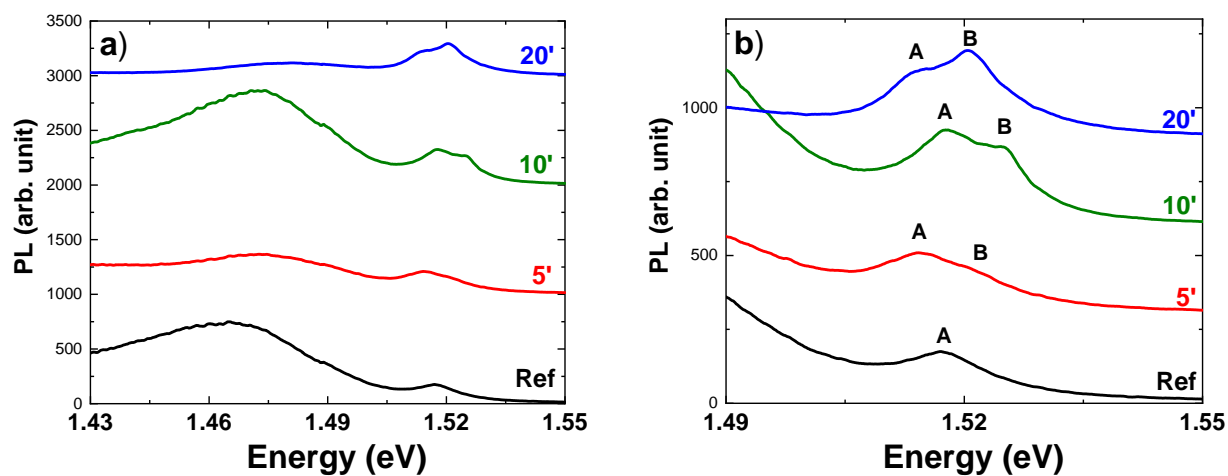 a)
3500
3000
2500
2000
1500
1000
500
0
PL (arb. unit)
20'
10'
5'
Ref
1.43
1.46
1.49
1.52
1.55
Energy (eV)
b)
1000
500
0
PL (arb. unit)
A
B
20'
A
B
10'
A
B
5'
A
Ref
1.49
1.52
1.55
Energy (eV)